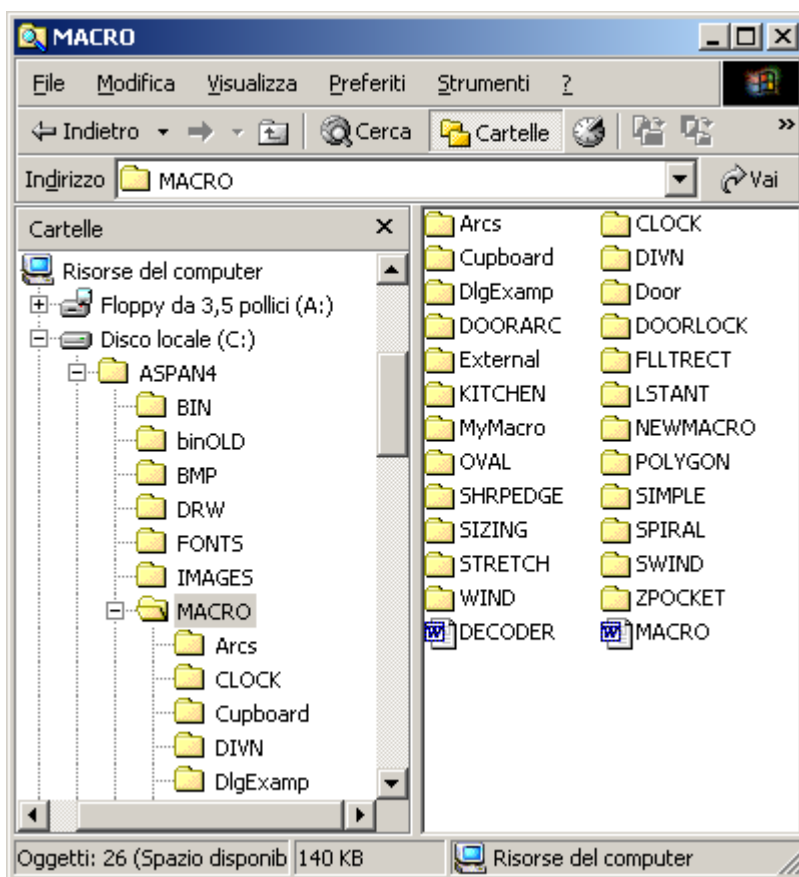 MACRO
File Modifica Visualizza Preferiti Strumenti ?
Indietro Cerca Cartelle »
Indirizzo MACRO Vai
Cartelle
Risorse del computer
Floppy da 3,5 pollici (A:)
Disco locale (C:)
ASPAN4
BIN
binOLD
BMP
DRW
FONTS
IMAGES
MACRO
Arcs
CLOCK
Cupboard
DIVN
DlgExamp
Arcs CLOCK
Cupboard DIVN
DlgExamp Door
DOORARC DOORLOCK
External FLLTRECT
KITCHEN LSTANT
MyMacro NEWMACRO
OVAL POLYGON
SHRPEDGE SIMPLE
SIZING SPIRAL
STRETCH SWIND
WIND ZPOCKET
DECODER MACRO
Oggetti: 26 (Spazio disponib 140 KB Risorse del computer